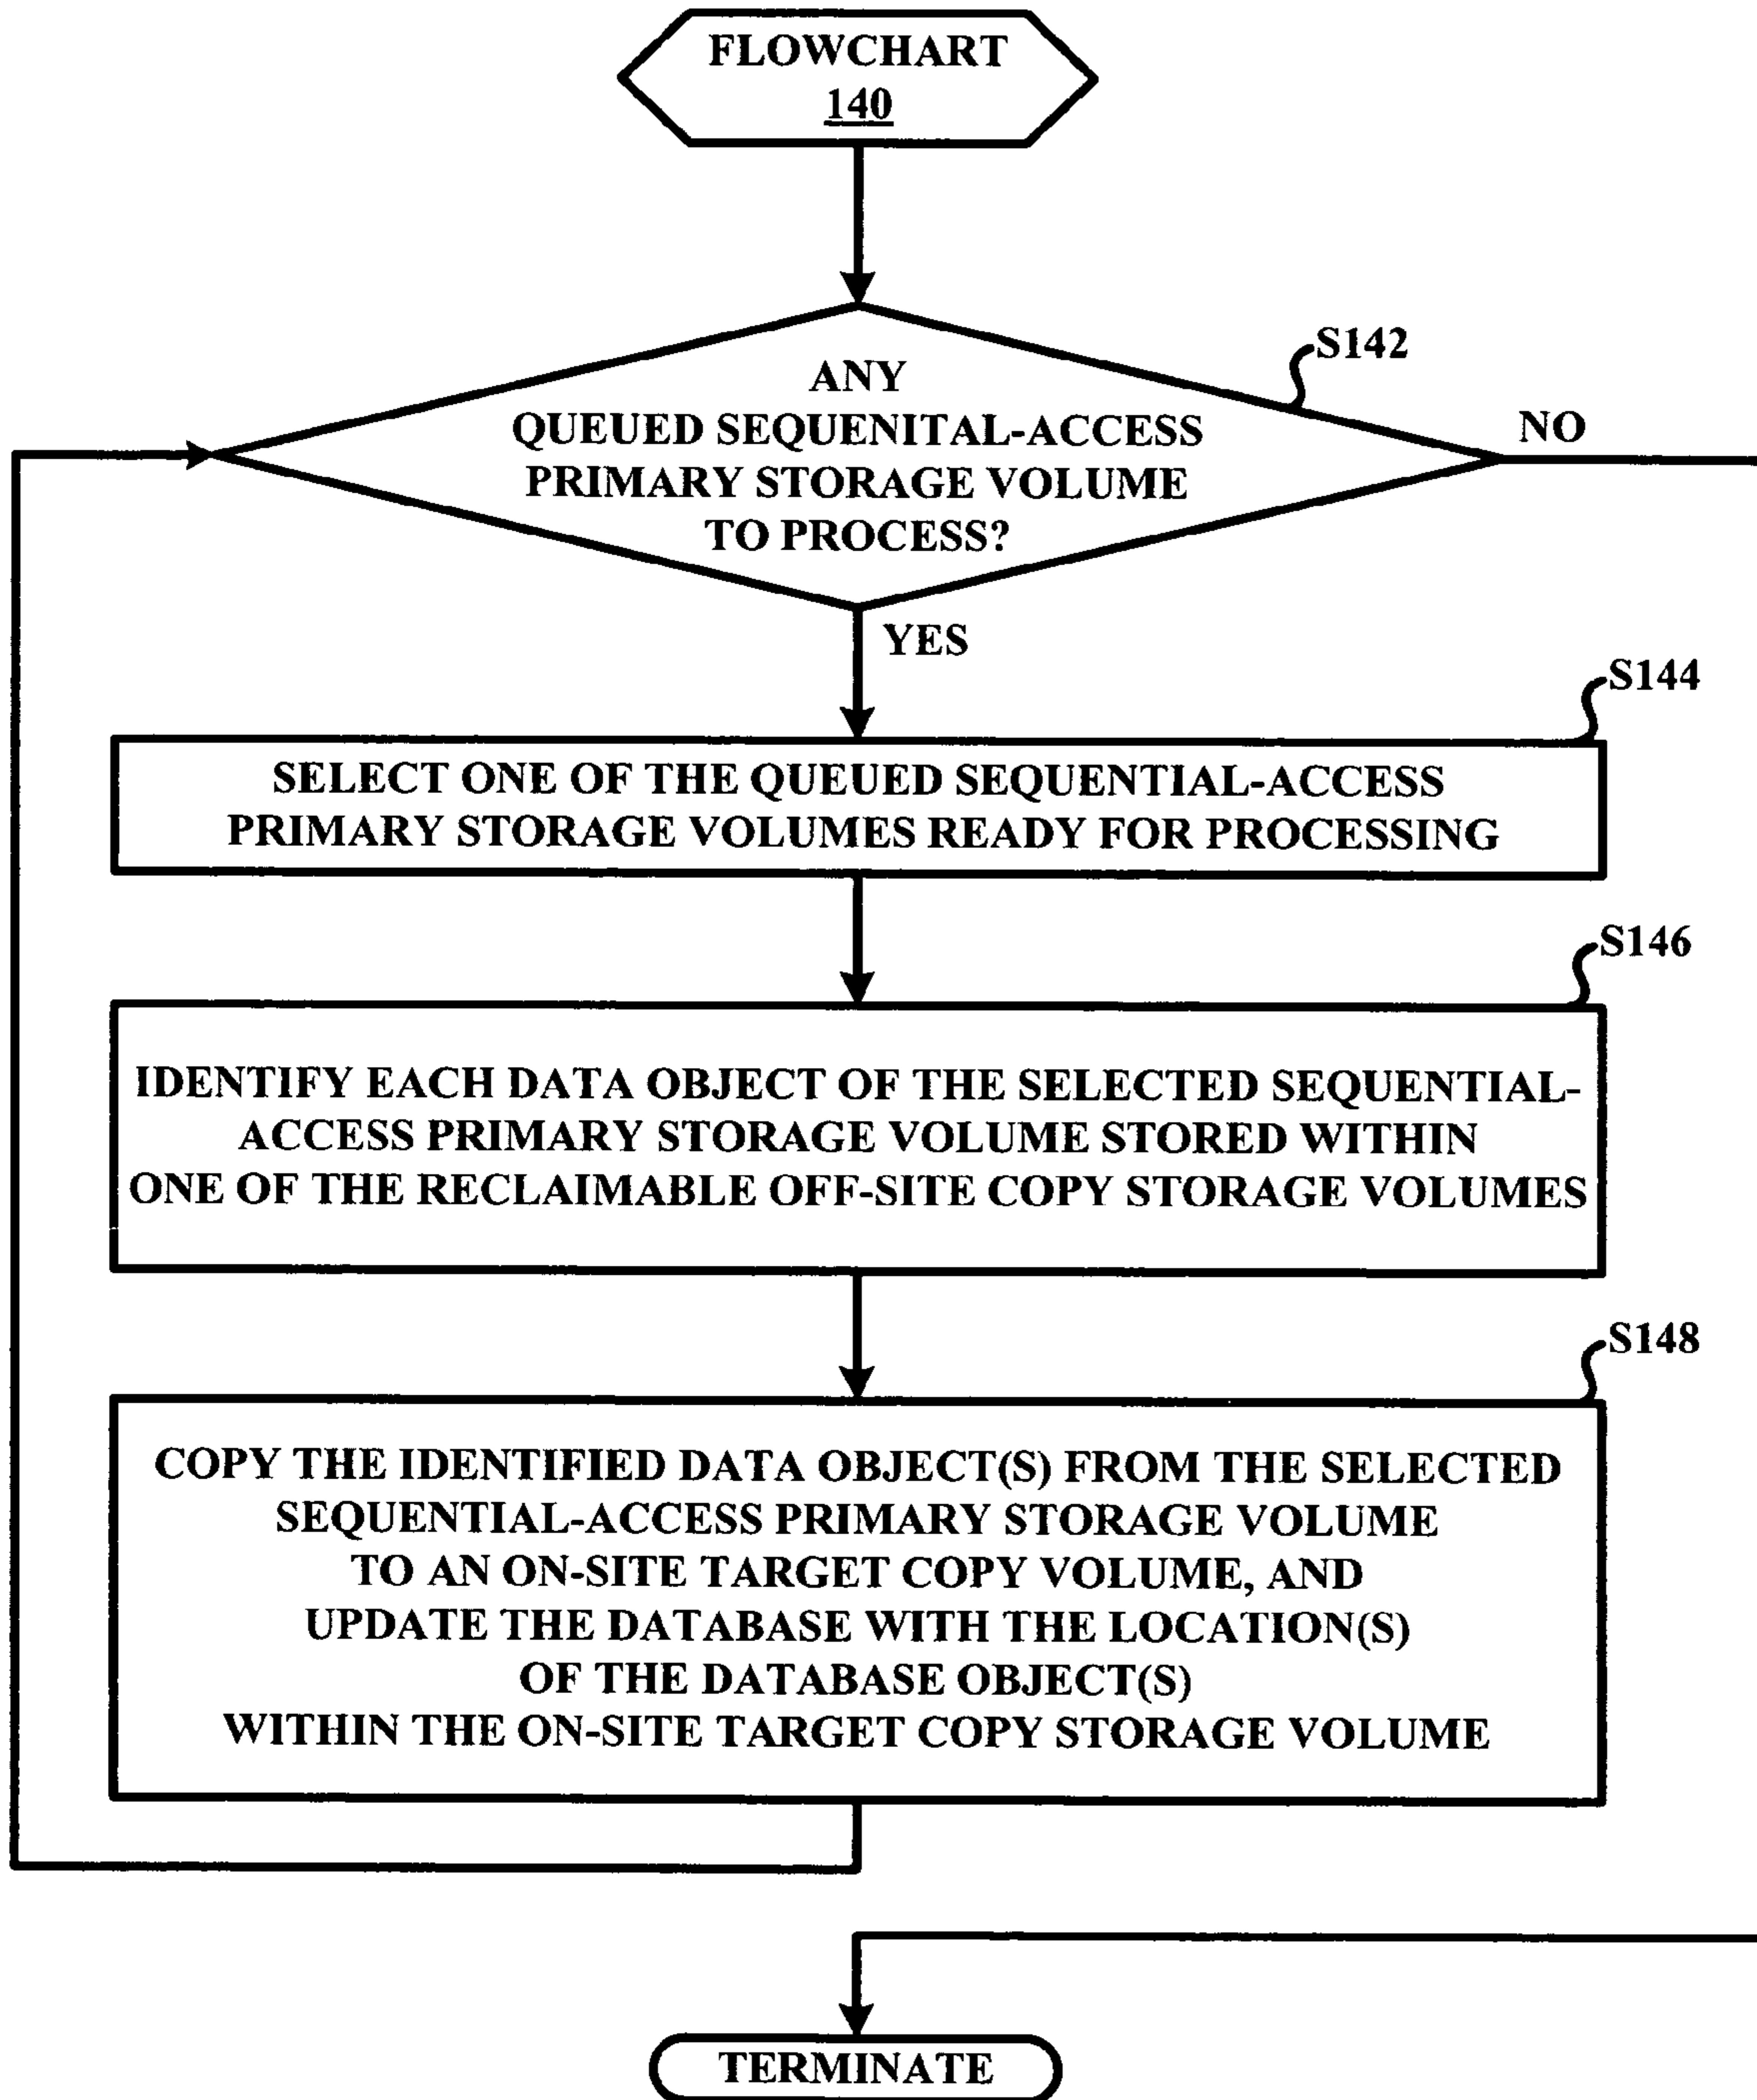 FLOWCHART
140
S142
ANY
QUEUED SEQUENITAL-ACCESS
PRIMARY STORAGE VOLUME
TO PROCESS?
NO
YES
S144
SELECT ONE OF THE QUEUED SEQUENTIAL-ACCESS
PRIMARY STORAGE VOLUMES READY FOR PROCESSING
S146
IDENTIFY EACH DATA OBJECT OF THE SELECTED SEQUENTIAL-
ACCESS PRIMARY STORAGE VOLUME STORED WITHIN
ONE OF THE RECLAIMABLE OFF-SITE COPY STORAGE VOLUMES
S148
COPY THE IDENTIFIED DATA OBJECT(S) FROM THE SELECTED
SEQUENTIAL-ACCESS PRIMARY STORAGE VOLUME
TO AN ON-SITE TARGET COPY VOLUME, AND
UPDATE THE DATABASE WITH THE LOCATION(S)
OF THE DATABASE OBJECT(S)
WITHIN THE ON-SITE TARGET COPY STORAGE VOLUME
TERMINATE